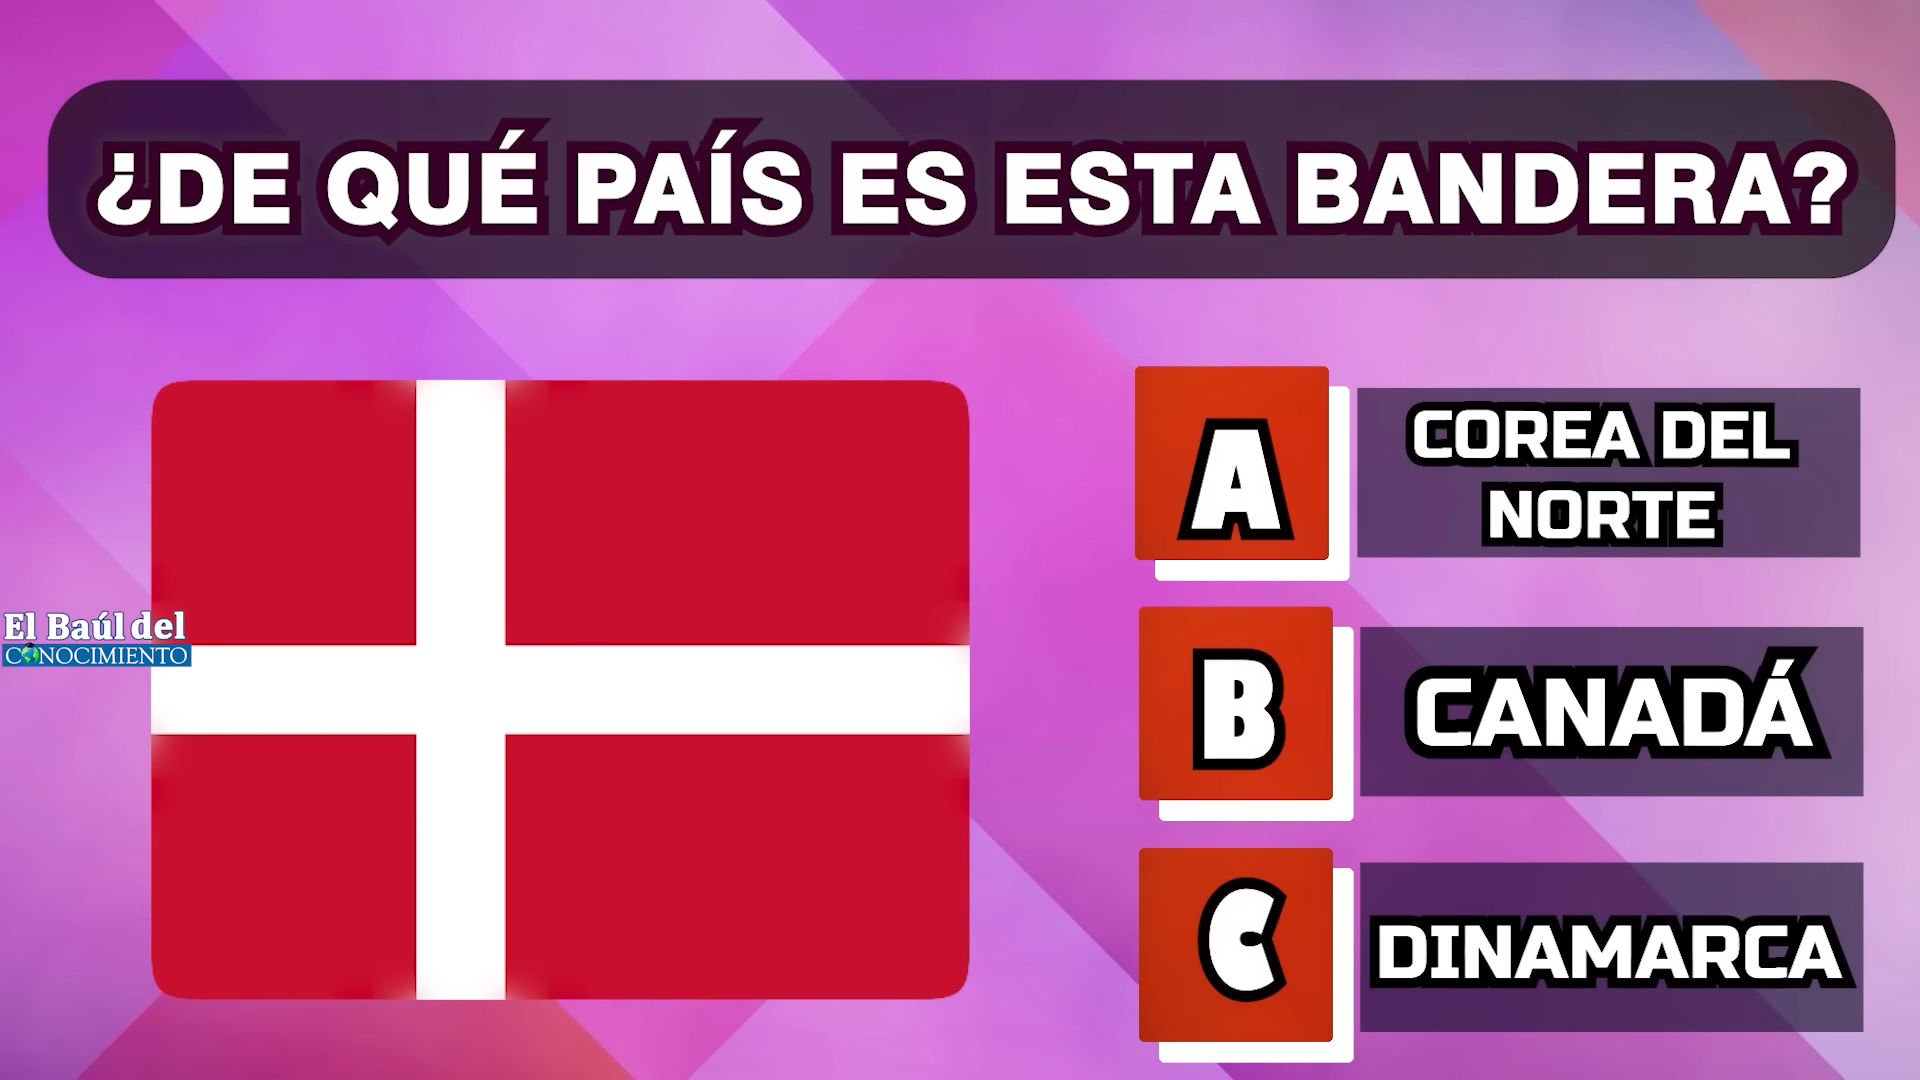 ¿DE QUÉ PAÍS ES ESTA BANDERA?
A
COREA DEL
NORTE
El Baúl del
CONOCIMIENTO
B
CANADÁ
C
DINAMARCA